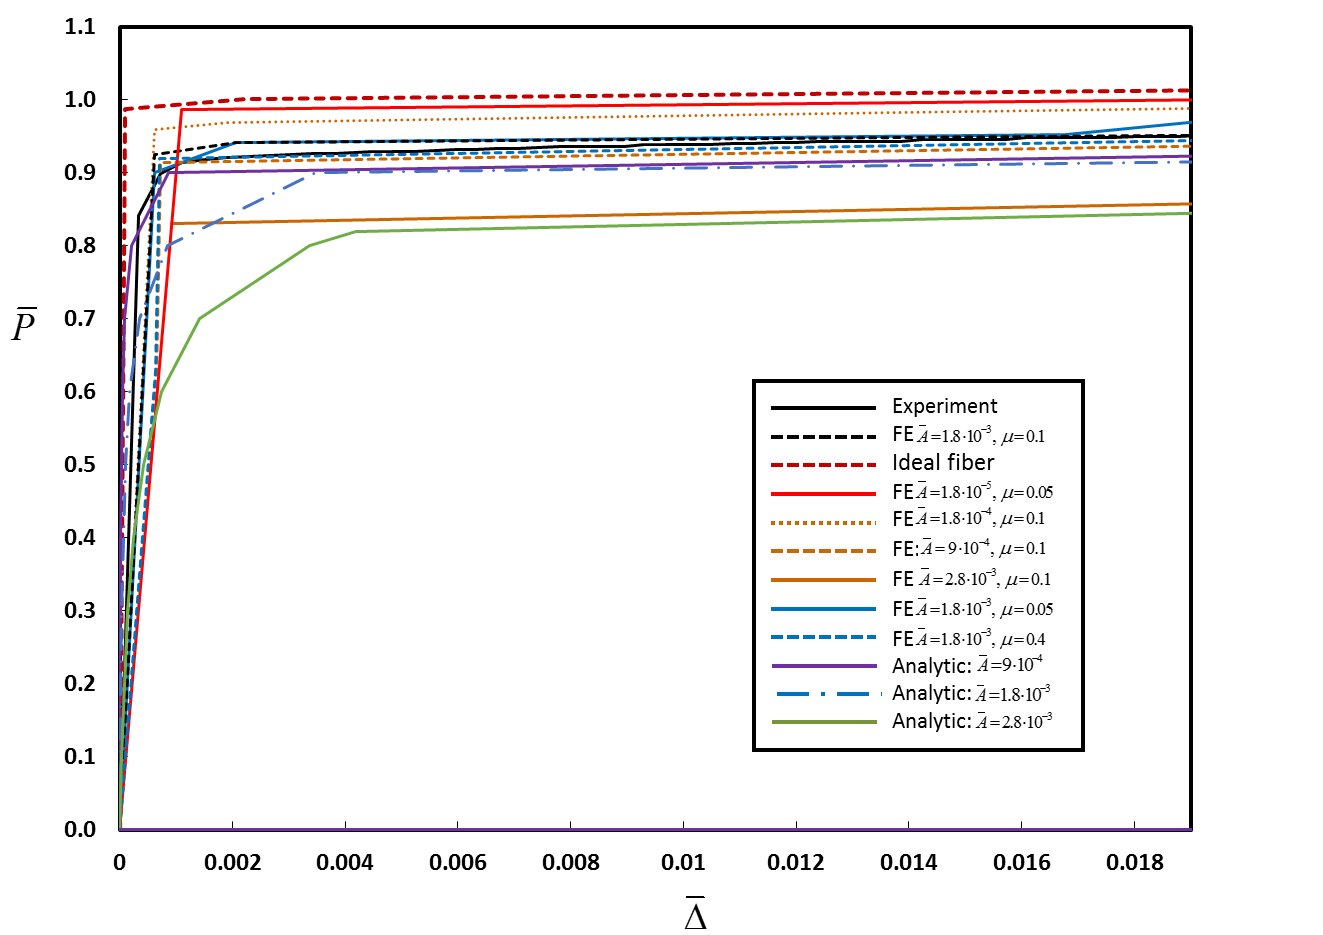 1.1
1.0
0.9
0.8
0.7
0.6
0.5
0.4
0.3
0.2
0.1
0.0
P̅
0 0.002 0.004 0.006 0.008 0.01 0.012 0.014 0.016 0.018
Δ̅
Experiment
FE A̅=1.8·10⁻³, μ=0.1
Ideal fiber
FE A̅=1.8·10⁻⁵, μ=0.05
FE A̅=1.8·10⁻⁴, μ=0.1
FE: A̅=9·10⁻⁴, μ=0.1
FE A̅=2.8·10⁻³, μ=0.1
FE A̅=1.8·10⁻³, μ=0.05
FE A̅=1.8·10⁻³, μ=0.4
Analytic: A̅=9·10⁻⁴
Analytic: A̅=1.8·10⁻³
Analytic: A̅=2.8·10⁻³